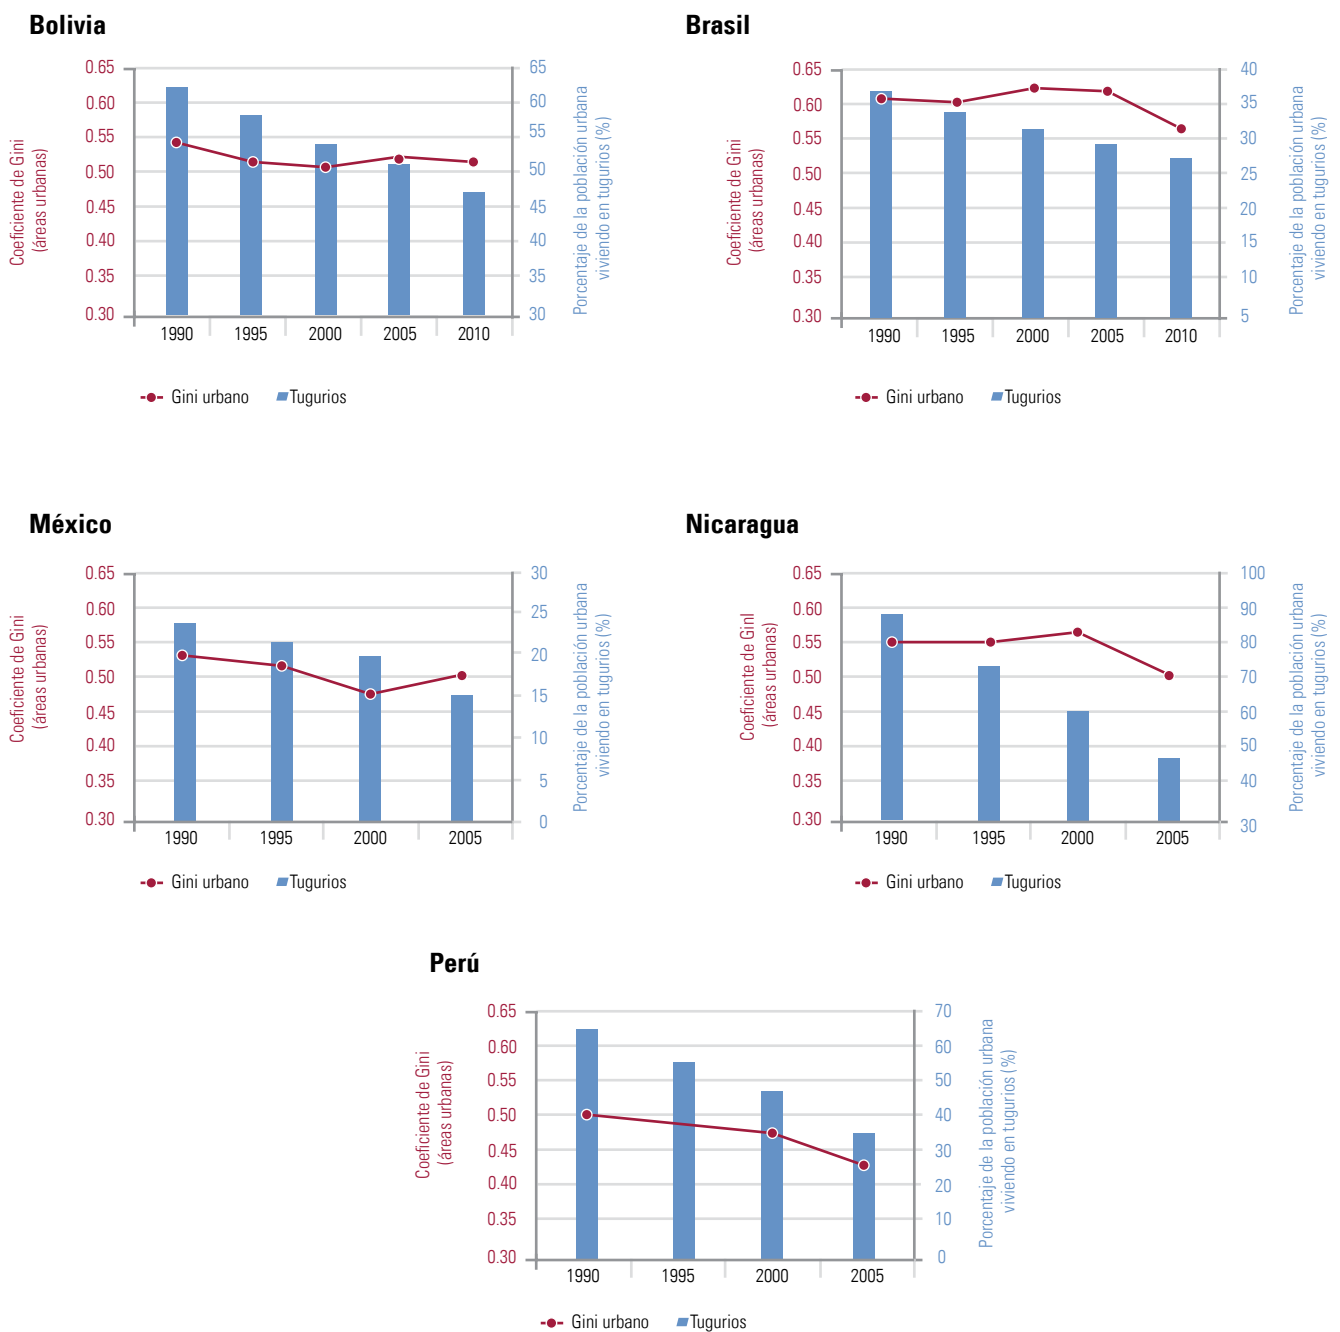 Bolivia
Coeficiente de Gini
(áreas urbanas)
0.65
0.60
0.55
0.50
0.45
0.40
0.35
0.30
65
60
55
50
45
40
35
30
Porcentaje de la población urbana
viviendo en tugurios (%)
1990 1995 2000 2005 2010
Gini urbano Tugurios
Brasil
Coeficiente de Gini
(áreas urbanas)
0.65
0.60
0.55
0.50
0.45
0.40
0.35
0.30
40
35
30
25
20
15
10
5
Porcentaje de la población urbana
viviendo en tugurios (%)
1990 1995 2000 2005 2010
Gini urbano Tugurios
México
Coeficiente de Gini
(áreas urbanas)
0.65
0.60
0.55
0.50
0.45
0.40
0.35
0.30
30
25
20
15
10
5
0
Porcentaje de la población urbana
viviendo en tugurios (%)
1990 1995 2000 2005
Gini urbano Tugurios
Nicaragua
Coeficiente de GinI
(áreas urbanas)
0.65
0.60
0.55
0.50
0.45
0.40
0.35
0.30
100
90
80
70
60
50
40
30
Porcentaje de la población urbana
viviendo en tugurios (%)
1990 1995 2000 2005
Gini urbano Tugurios
Perú
Coeficiente de Gini
(áreas urbanas)
0.65
0.60
0.55
0.50
0.45
0.40
0.35
0.30
70
60
50
40
30
20
10
0
Porcentaje de la población urbana
viviendo en tugurios (%)
1990 1995 2000 2005
Gini urbano Tugurios